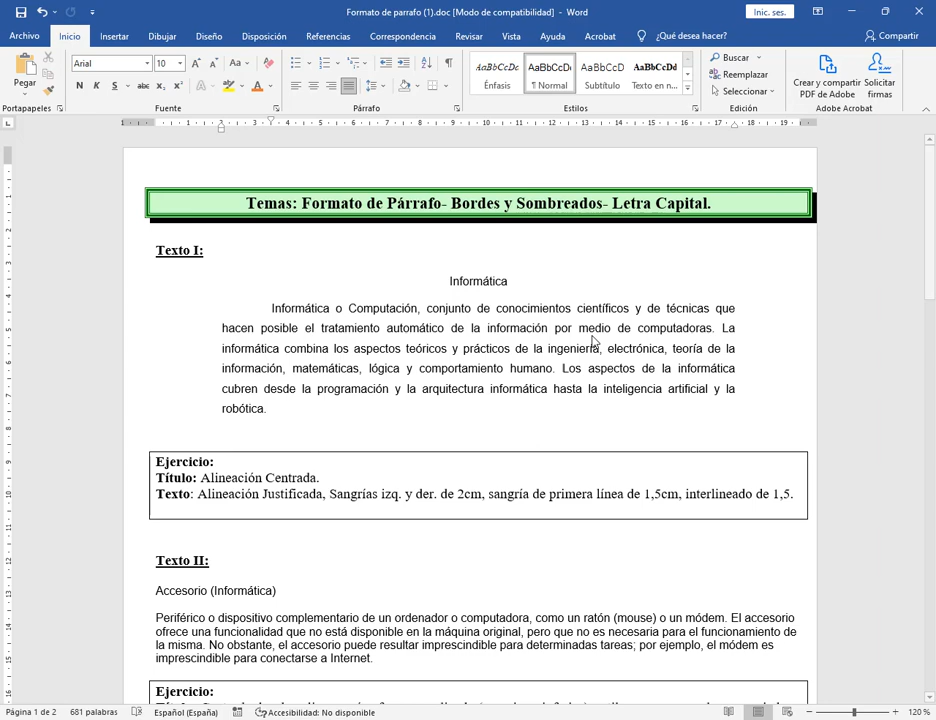 Formato de parrafo (1).doc [Modo de compatibilidad] - Word
Inic. ses.
Archivo Inicio Insertar Dibujar Diseño Disposición Referencias Correspondencia Revisar Vista Ayuda Acrobat ¿Qué desea hacer? Compartir
Pegar
Arial 10
Aa
N K S abc x₂ x²
AaBbCcDc AaBbCcDc AaBbCcD AaBbCcDd
Énfasis ¶ Normal Subtítulo Texto en n...
Buscar
Reemplazar
Seleccionar
Crear y compartir PDF de Adobe
Solicitar firmas
Portapapeles Fuente Párrafo Estilos Edición Adobe Acrobat
Temas: Formato de Párrafo- Bordes y Sombreados- Letra Capital.
Texto I:
Informática
Informática o Computación, conjunto de conocimientos científicos y de técnicas que
hacen posible el tratamiento automático de la información por medio de computadoras. La
informática combina los aspectos teóricos y prácticos de la ingeniería, electrónica, teoría de la
información, matemáticas, lógica y comportamiento humano. Los aspectos de la informática
cubren desde la programación y la arquitectura informática hasta la inteligencia artificial y la
robótica.
Ejercicio:
Título: Alineación Centrada.
Texto: Alineación Justificada, Sangrías izq. y der. de 2cm, sangría de primera línea de 1,5cm, interlineado de 1,5.
Texto II:
Accesorio (Informática)
Periférico o dispositivo complementario de un ordenador o computadora, como un ratón (mouse) o un módem. El accesorio
ofrece una funcionalidad que no está disponible en la máquina original, pero que no es necesaria para el funcionamiento de
la misma. No obstante, el accesorio puede resultar imprescindible para determinadas tareas; por ejemplo, el módem es
imprescindible para conectarse a Internet.
Ejercicio:
Página 1 de 2 681 palabras Español (España) Accesibilidad: No disponible 120 %